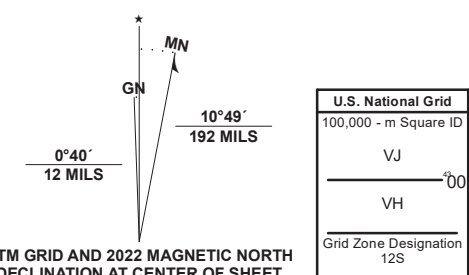 ★
MN
GN
10°49´
192 MILS
0°40´
12 MILS
TM GRID AND 2022 MAGNETIC NORTH
DECLINATION AT CENTER OF SHEET
U.S. National Grid
100,000 - m Square ID
VJ
4300
VH
Grid Zone Designation
12S